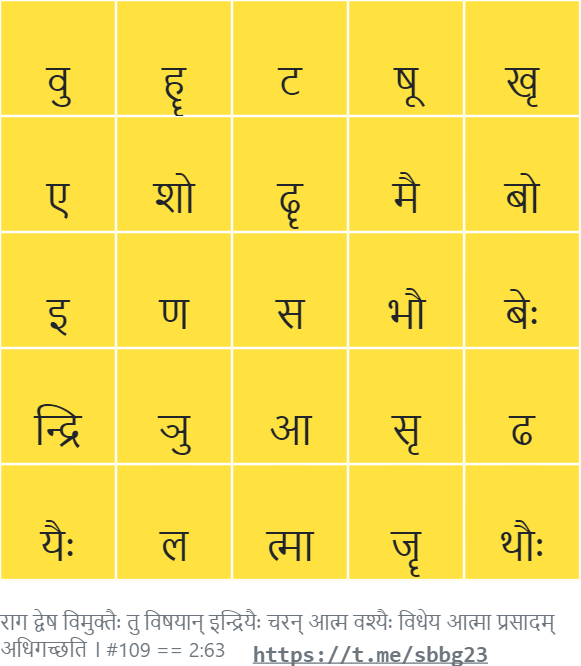 वु हॄ ट षू खृ
ए शो ढॄ मै बो
इ ण स भौ बेः
न्द्रि ञु आ सृ ढ
यैः ल त्मा जॄ थौः
राग द्वेष विमुक्तैः तु विषयान् इन्द्रियैः चरन् आत्म वश्यैः विधेय आत्मा प्रसादम्
अधिगच्छति । #109 == 2:63 https://t.me/sbbg23